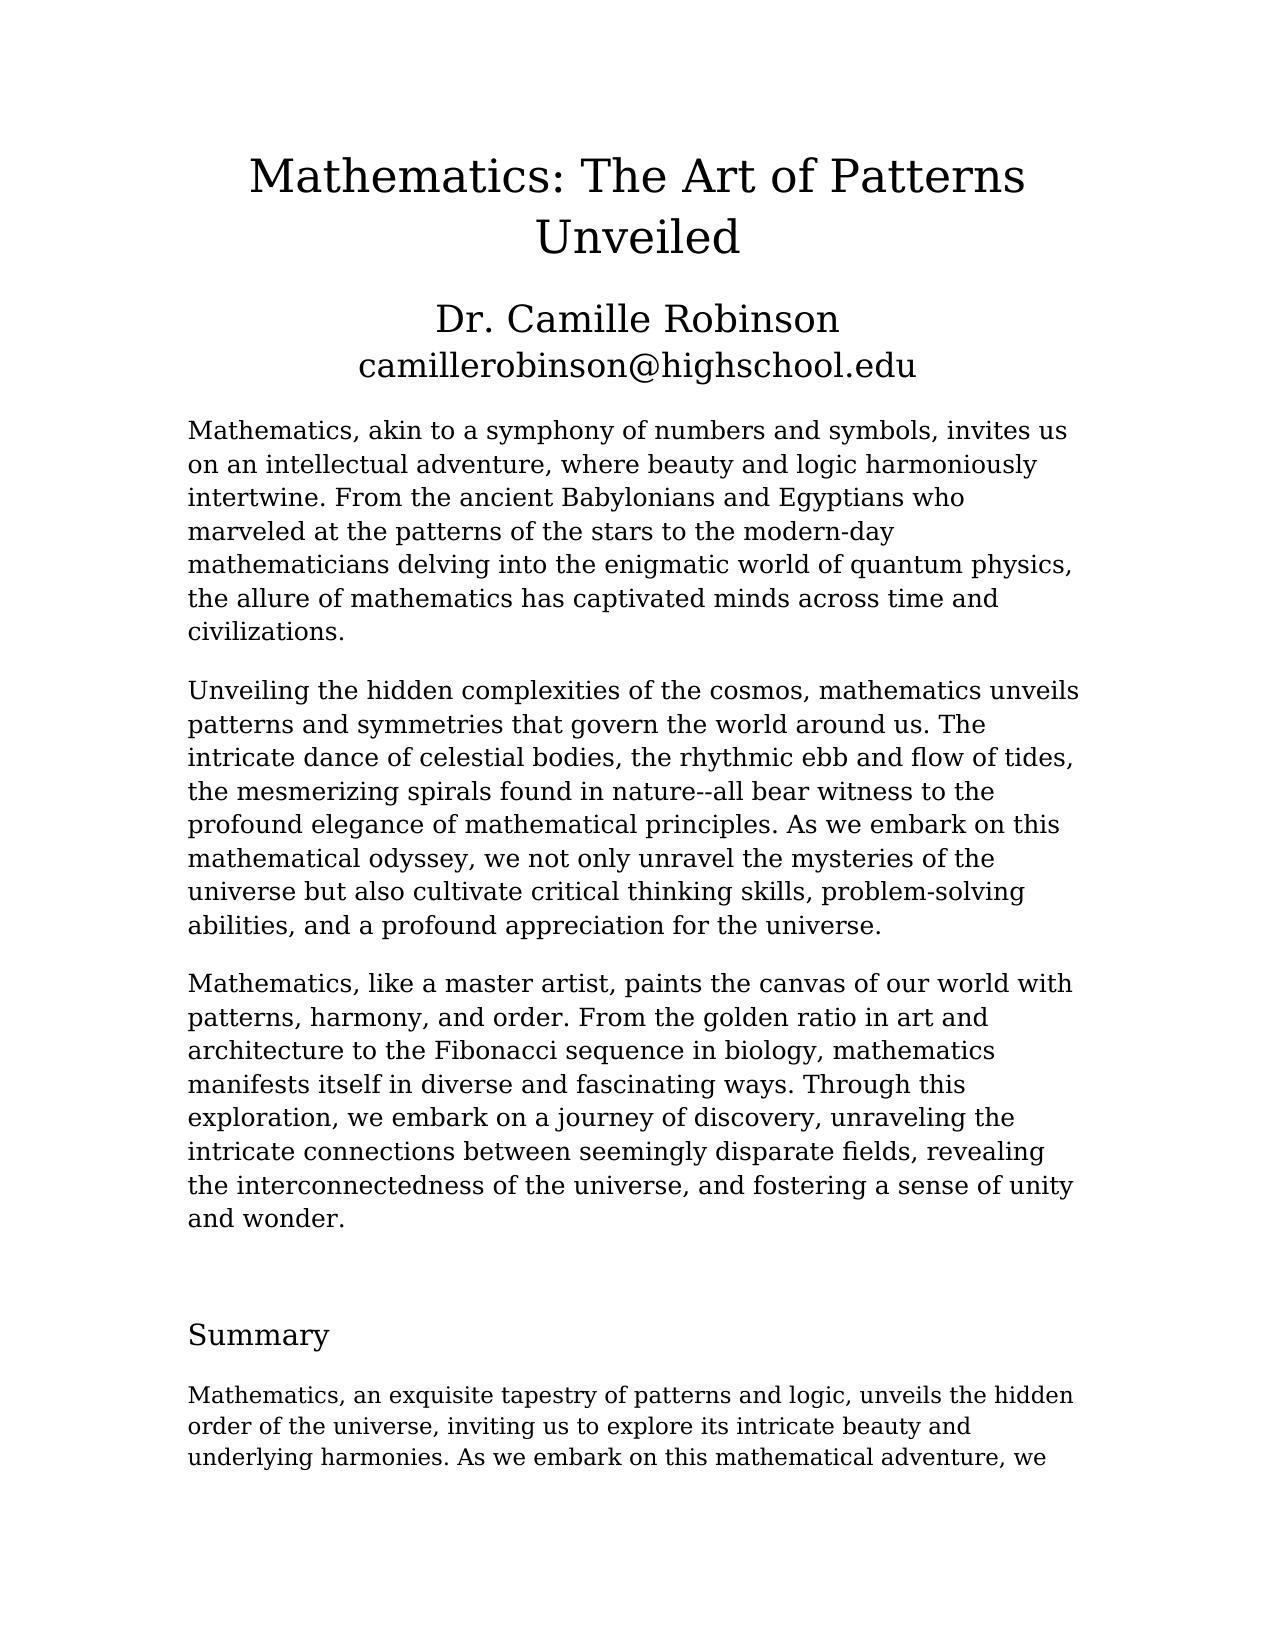 Mathematics: The Art of Patterns
Unveiled
Dr. Camille Robinson
camillerobinson@highschool.edu
Mathematics, akin to a symphony of numbers and symbols, invites us
on an intellectual adventure, where beauty and logic harmoniously
intertwine. From the ancient Babylonians and Egyptians who
marveled at the patterns of the stars to the modern-day
mathematicians delving into the enigmatic world of quantum physics,
the allure of mathematics has captivated minds across time and
civilizations.
Unveiling the hidden complexities of the cosmos, mathematics unveils
patterns and symmetries that govern the world around us. The
intricate dance of celestial bodies, the rhythmic ebb and flow of tides,
the mesmerizing spirals found in nature--all bear witness to the
profound elegance of mathematical principles. As we embark on this
mathematical odyssey, we not only unravel the mysteries of the
universe but also cultivate critical thinking skills, problem-solving
abilities, and a profound appreciation for the universe.
Mathematics, like a master artist, paints the canvas of our world with
patterns, harmony, and order. From the golden ratio in art and
architecture to the Fibonacci sequence in biology, mathematics
manifests itself in diverse and fascinating ways. Through this
exploration, we embark on a journey of discovery, unraveling the
intricate connections between seemingly disparate fields, revealing
the interconnectedness of the universe, and fostering a sense of unity
and wonder.
Summary
Mathematics, an exquisite tapestry of patterns and logic, unveils the hidden
order of the universe, inviting us to explore its intricate beauty and
underlying harmonies. As we embark on this mathematical adventure, we